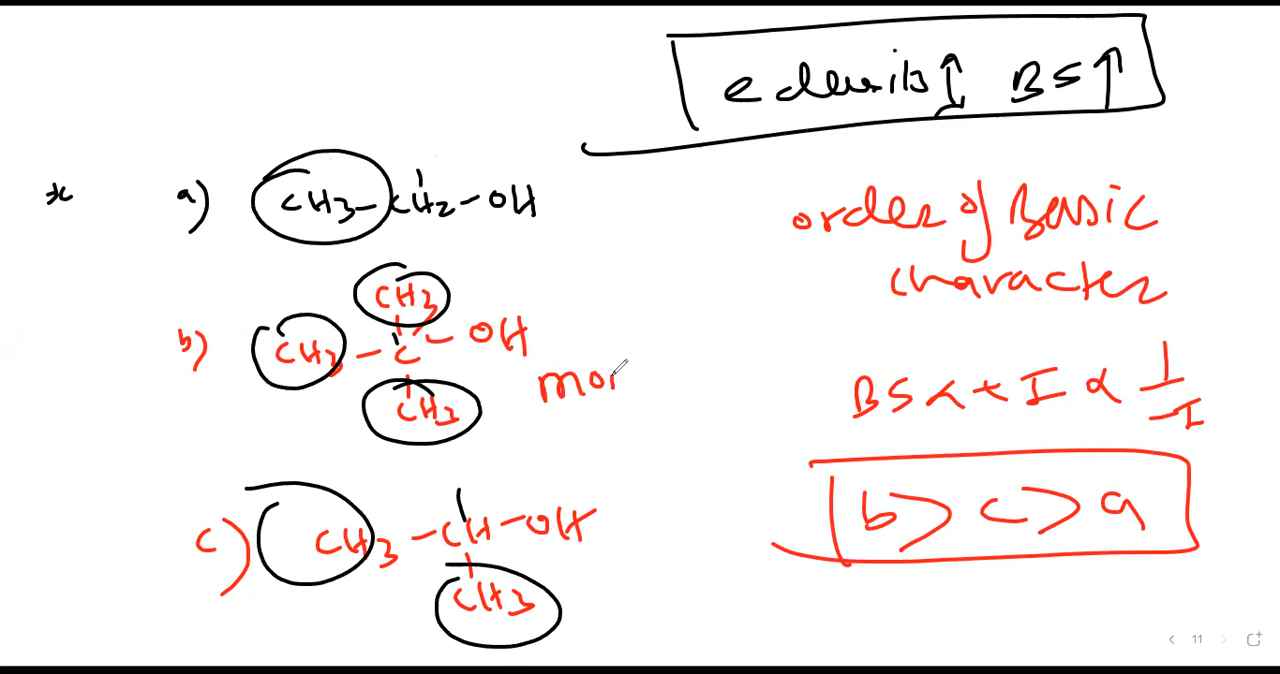 e density↑ BS↑
* a) CH3-CH2-OH
order of Basic
character
CH3
b) CH3-C-OH
CH3
mor
BS ∝ +I ∝ 1/-I
b > c > a
c) CH3-CH-OH
CH3
11